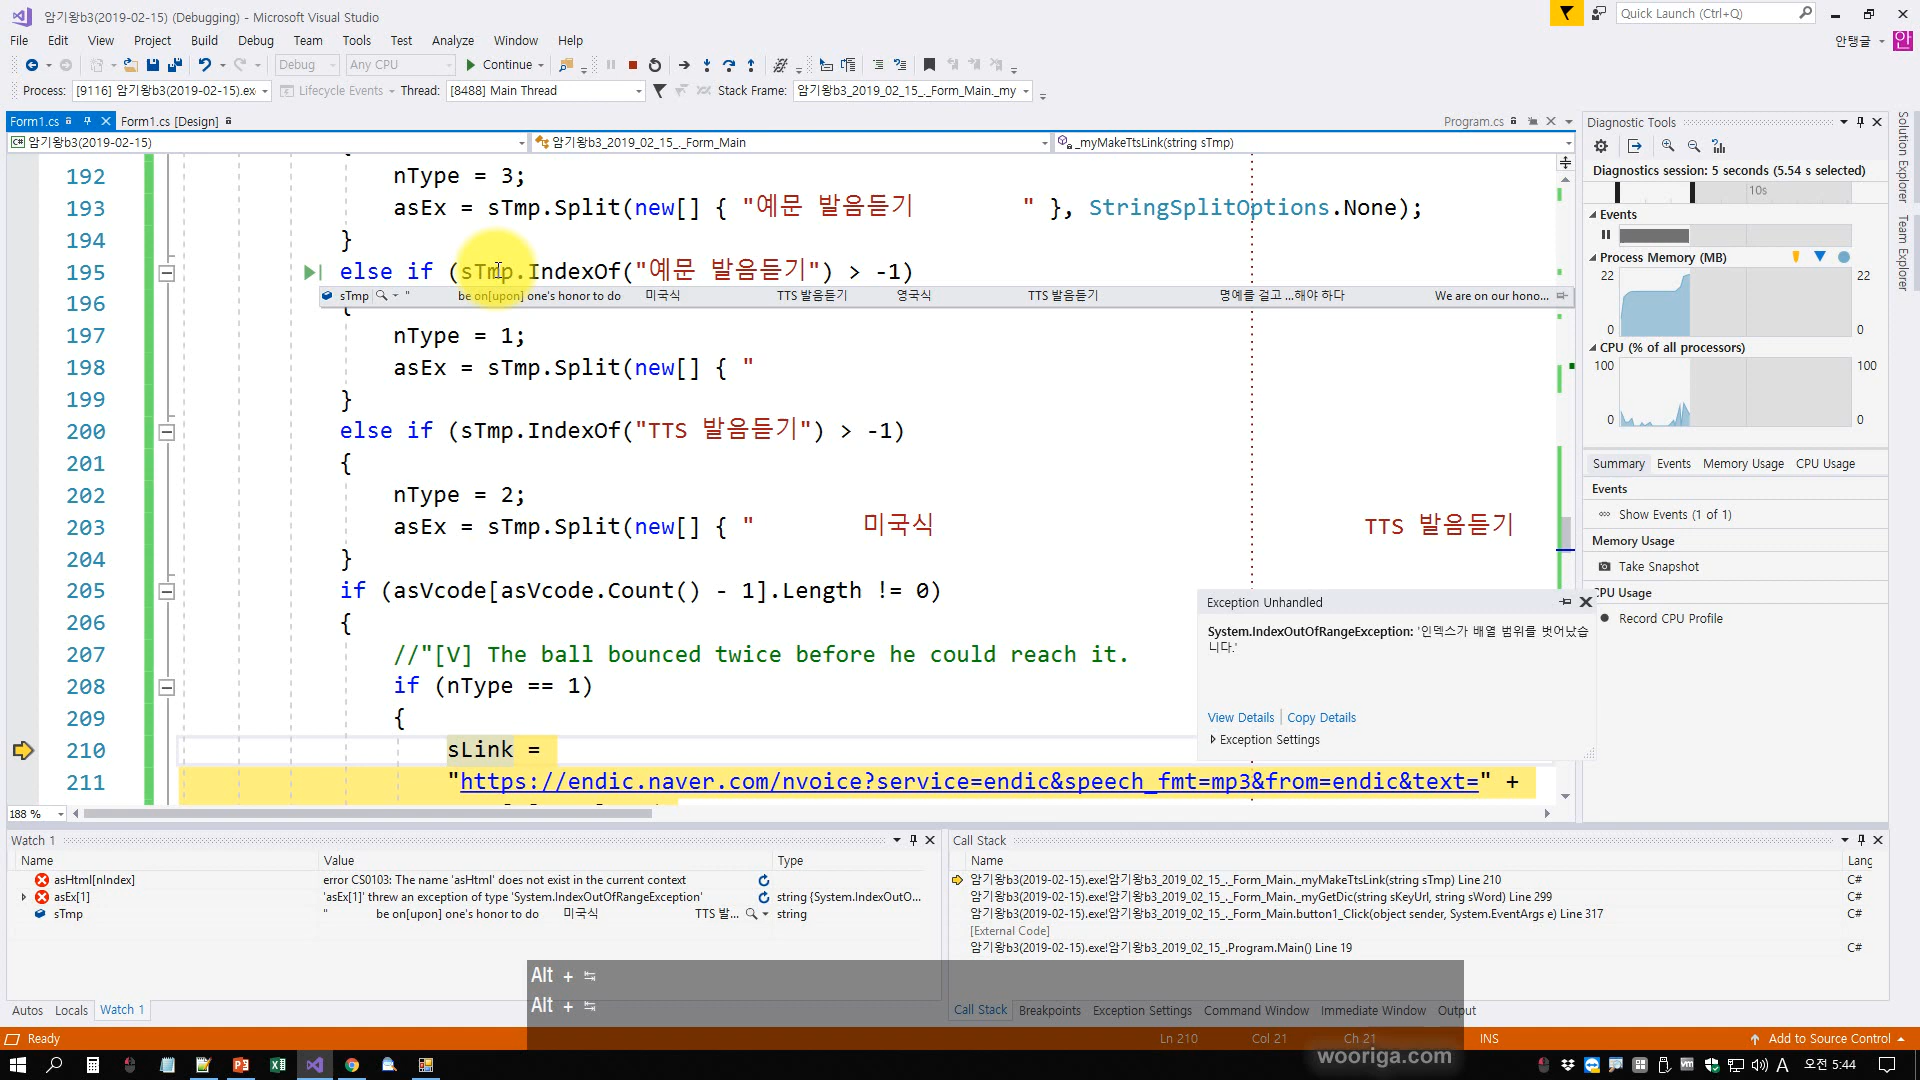 암기왕b3(2019-02-15) (Debugging) - Microsoft Visual Studio
Quick Launch (Ctrl+Q)
File Edit View Project Build Debug Team Tools Test Analyze Window Help
안탱글
안
Debug Any CPU Continue
Process: [9116] 암기왕b3(2019-02-15).exe Lifecycle Events Thread: [8488] Main Thread Stack Frame: 암기왕b3_2019_02_15_._Form_Main._my
Form1.cs Form1.cs [Design] Program.cs
암기왕b3(2019-02-15) 암기왕b3_2019_02_15_._Form_Main _myMakeTtsLink(string sTmp)
192 nType = 3;
193 asEx = sTmp.Split(new[] { "예문 발음듣기 " }, StringSplitOptions.None);
194 }
195 else if (sTmp.IndexOf("예문 발음듣기") > -1)
sTmp " be on[upon] one's honor to do 미국식 TTS 발음듣기 영국식 TTS 발음듣기 명예를 걸고 ...해야 하다 We are on our hono...
196 {
197 nType = 1;
198 asEx = sTmp.Split(new[] { "
199 }
200 else if (sTmp.IndexOf("TTS 발음듣기") > -1)
201 {
202 nType = 2;
203 asEx = sTmp.Split(new[] { " 미국식 TTS 발음듣기
204 }
205 if (asVcode[asVcode.Count() - 1].Length != 0)
206 {
207 //"[V] The ball bounced twice before he could reach it.
208 if (nType == 1)
209 {
210 sLink =
211 "https://endic.naver.com/nvoice?service=endic&speech_fmt=mp3&from=endic&text=" +
188 %
Exception Unhandled
System.IndexOutOfRangeException: '인덱스가 배열 범위를 벗어났습
니다.'
View Details Copy Details
Exception Settings
Diagnostic Tools
Diagnostics session: 5 seconds (5.54 s selected)
10s
Events
Process Memory (MB)
22 22
0 0
CPU (% of all processors)
100 100
0 0
Summary Events Memory Usage CPU Usage
Events
Show Events (1 of 1)
Memory Usage
Take Snapshot
CPU Usage
Record CPU Profile
Solution Explorer
Team Explorer
Watch 1
Name Value Type
asHtml[nIndex] error CS0103: The name 'asHtml' does not exist in the current context
asEx[1] 'asEx[1]' threw an exception of type 'System.IndexOutOfRangeException' string {System.IndexOutO...
sTmp " be on[upon] one's honor to do 미국식 TTS 발... string
Autos Locals Watch 1
Call Stack
Name Lang
암기왕b3(2019-02-15).exe!암기왕b3_2019_02_15_._Form_Main._myMakeTtsLink(string sTmp) Line 210 C#
암기왕b3(2019-02-15).exe!암기왕b3_2019_02_15_._Form_Main._myGetDic(string sKeyUrl, string sWord) Line 299 C#
암기왕b3(2019-02-15).exe!암기왕b3_2019_02_15_._Form_Main.button1_Click(object sender, System.EventArgs e) Line 317 C#
[External Code]
암기왕b3(2019-02-15).exe!암기왕b3_2019_02_15_.Program.Main() Line 19 C#
Call Stack Breakpoints Exception Settings Command Window Immediate Window Output
Alt +
Alt +
Ready Ln 210 Col 21 Ch 21 INS Add to Source Control
wooriga.com
A 오전 5:44